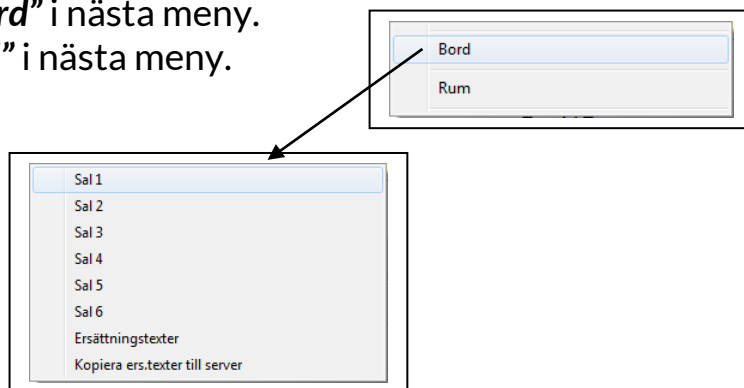 rd” i nästa meny.
” i nästa meny.
Bord
Rum
Sal 1
Sal 2
Sal 3
Sal 4
Sal 5
Sal 6
Ersättningstexter
Kopiera ers.texter till server